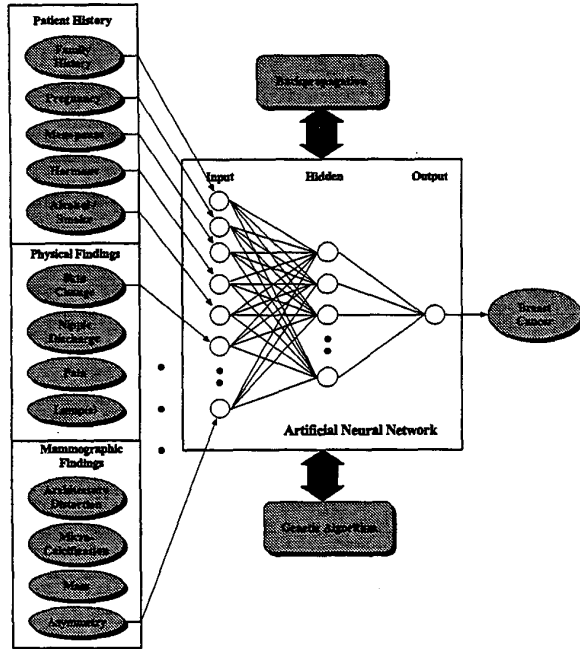 Patient History
Family
History
Pregnancy
Menopause
Hormones
Alcohol /
Smoke
Physical Findings
Skin
Change
Nipple
Discharge
Pain
Lump(s)
Mammographic
Findings
Architecture
Distortion
Micro-
Calcification
Mass
Asymmetry
Backpropagation
Input
Hidden
Output
Artificial Neural Network
Genetic Algorithm
Breast
Cancer